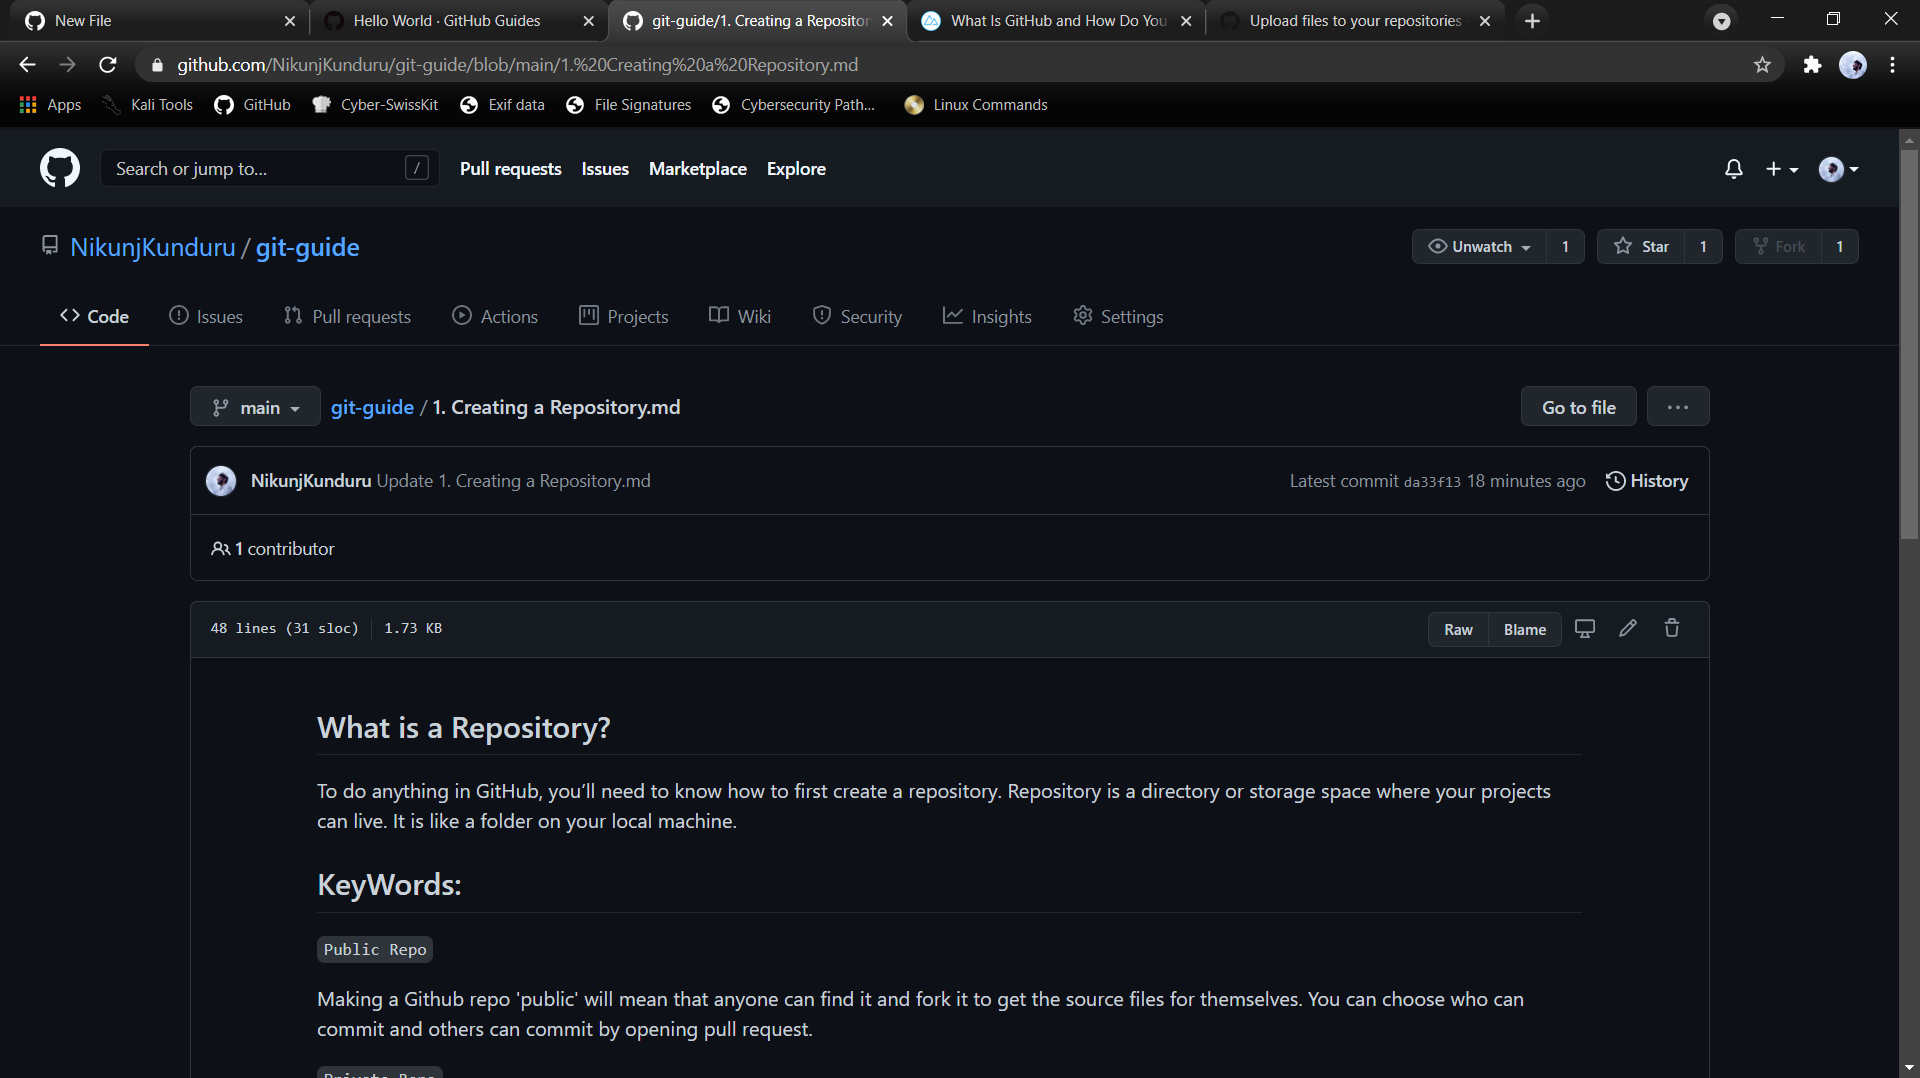 New File
Hello World · GitHub Guides
git-guide/1. Creating a Repositor
What Is GitHub and How Do You
Upload files to your repositories
github.com/NikunjKunduru/git-guide/blob/main/1.%20Creating%20a%20Repository.md
Apps
Kali Tools
GitHub
Cyber-SwissKit
Exif data
File Signatures
Cybersecurity Path...
Linux Commands
Search or jump to...
/
Pull requests
Issues
Marketplace
Explore
NikunjKunduru / git-guide
Unwatch 1
Star 1
Fork 1
Code
Issues
Pull requests
Actions
Projects
Wiki
Security
Insights
Settings
main
git-guide / 1. Creating a Repository.md
Go to file
...
NikunjKunduru Update 1. Creating a Repository.md
Latest commit da33f13 18 minutes ago
History
1 contributor
48 lines (31 sloc)
1.73 KB
Raw
Blame
What is a Repository?
To do anything in GitHub, you’ll need to know how to first create a repository. Repository is a directory or storage space where your projects
can live. It is like a folder on your local machine.
KeyWords:
Public Repo
Making a Github repo 'public' will mean that anyone can find it and fork it to get the source files for themselves. You can choose who can
commit and others can commit by opening pull request.
Private Repo